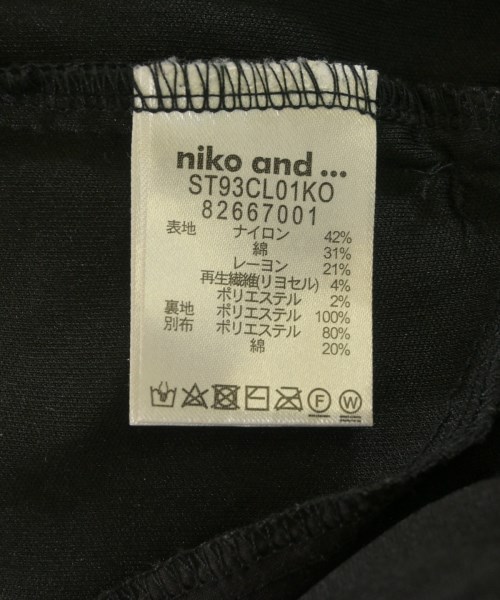 niko and ...
ST93CL01KO
82667001
表地 ナイロン 42%
綿 31%
レーヨン 21%
再生繊維(リヨセル) 4%
ポリエステル 2%
裏地 ポリエステル 100%
別布 ポリエステル 80%
綿 20%
F W